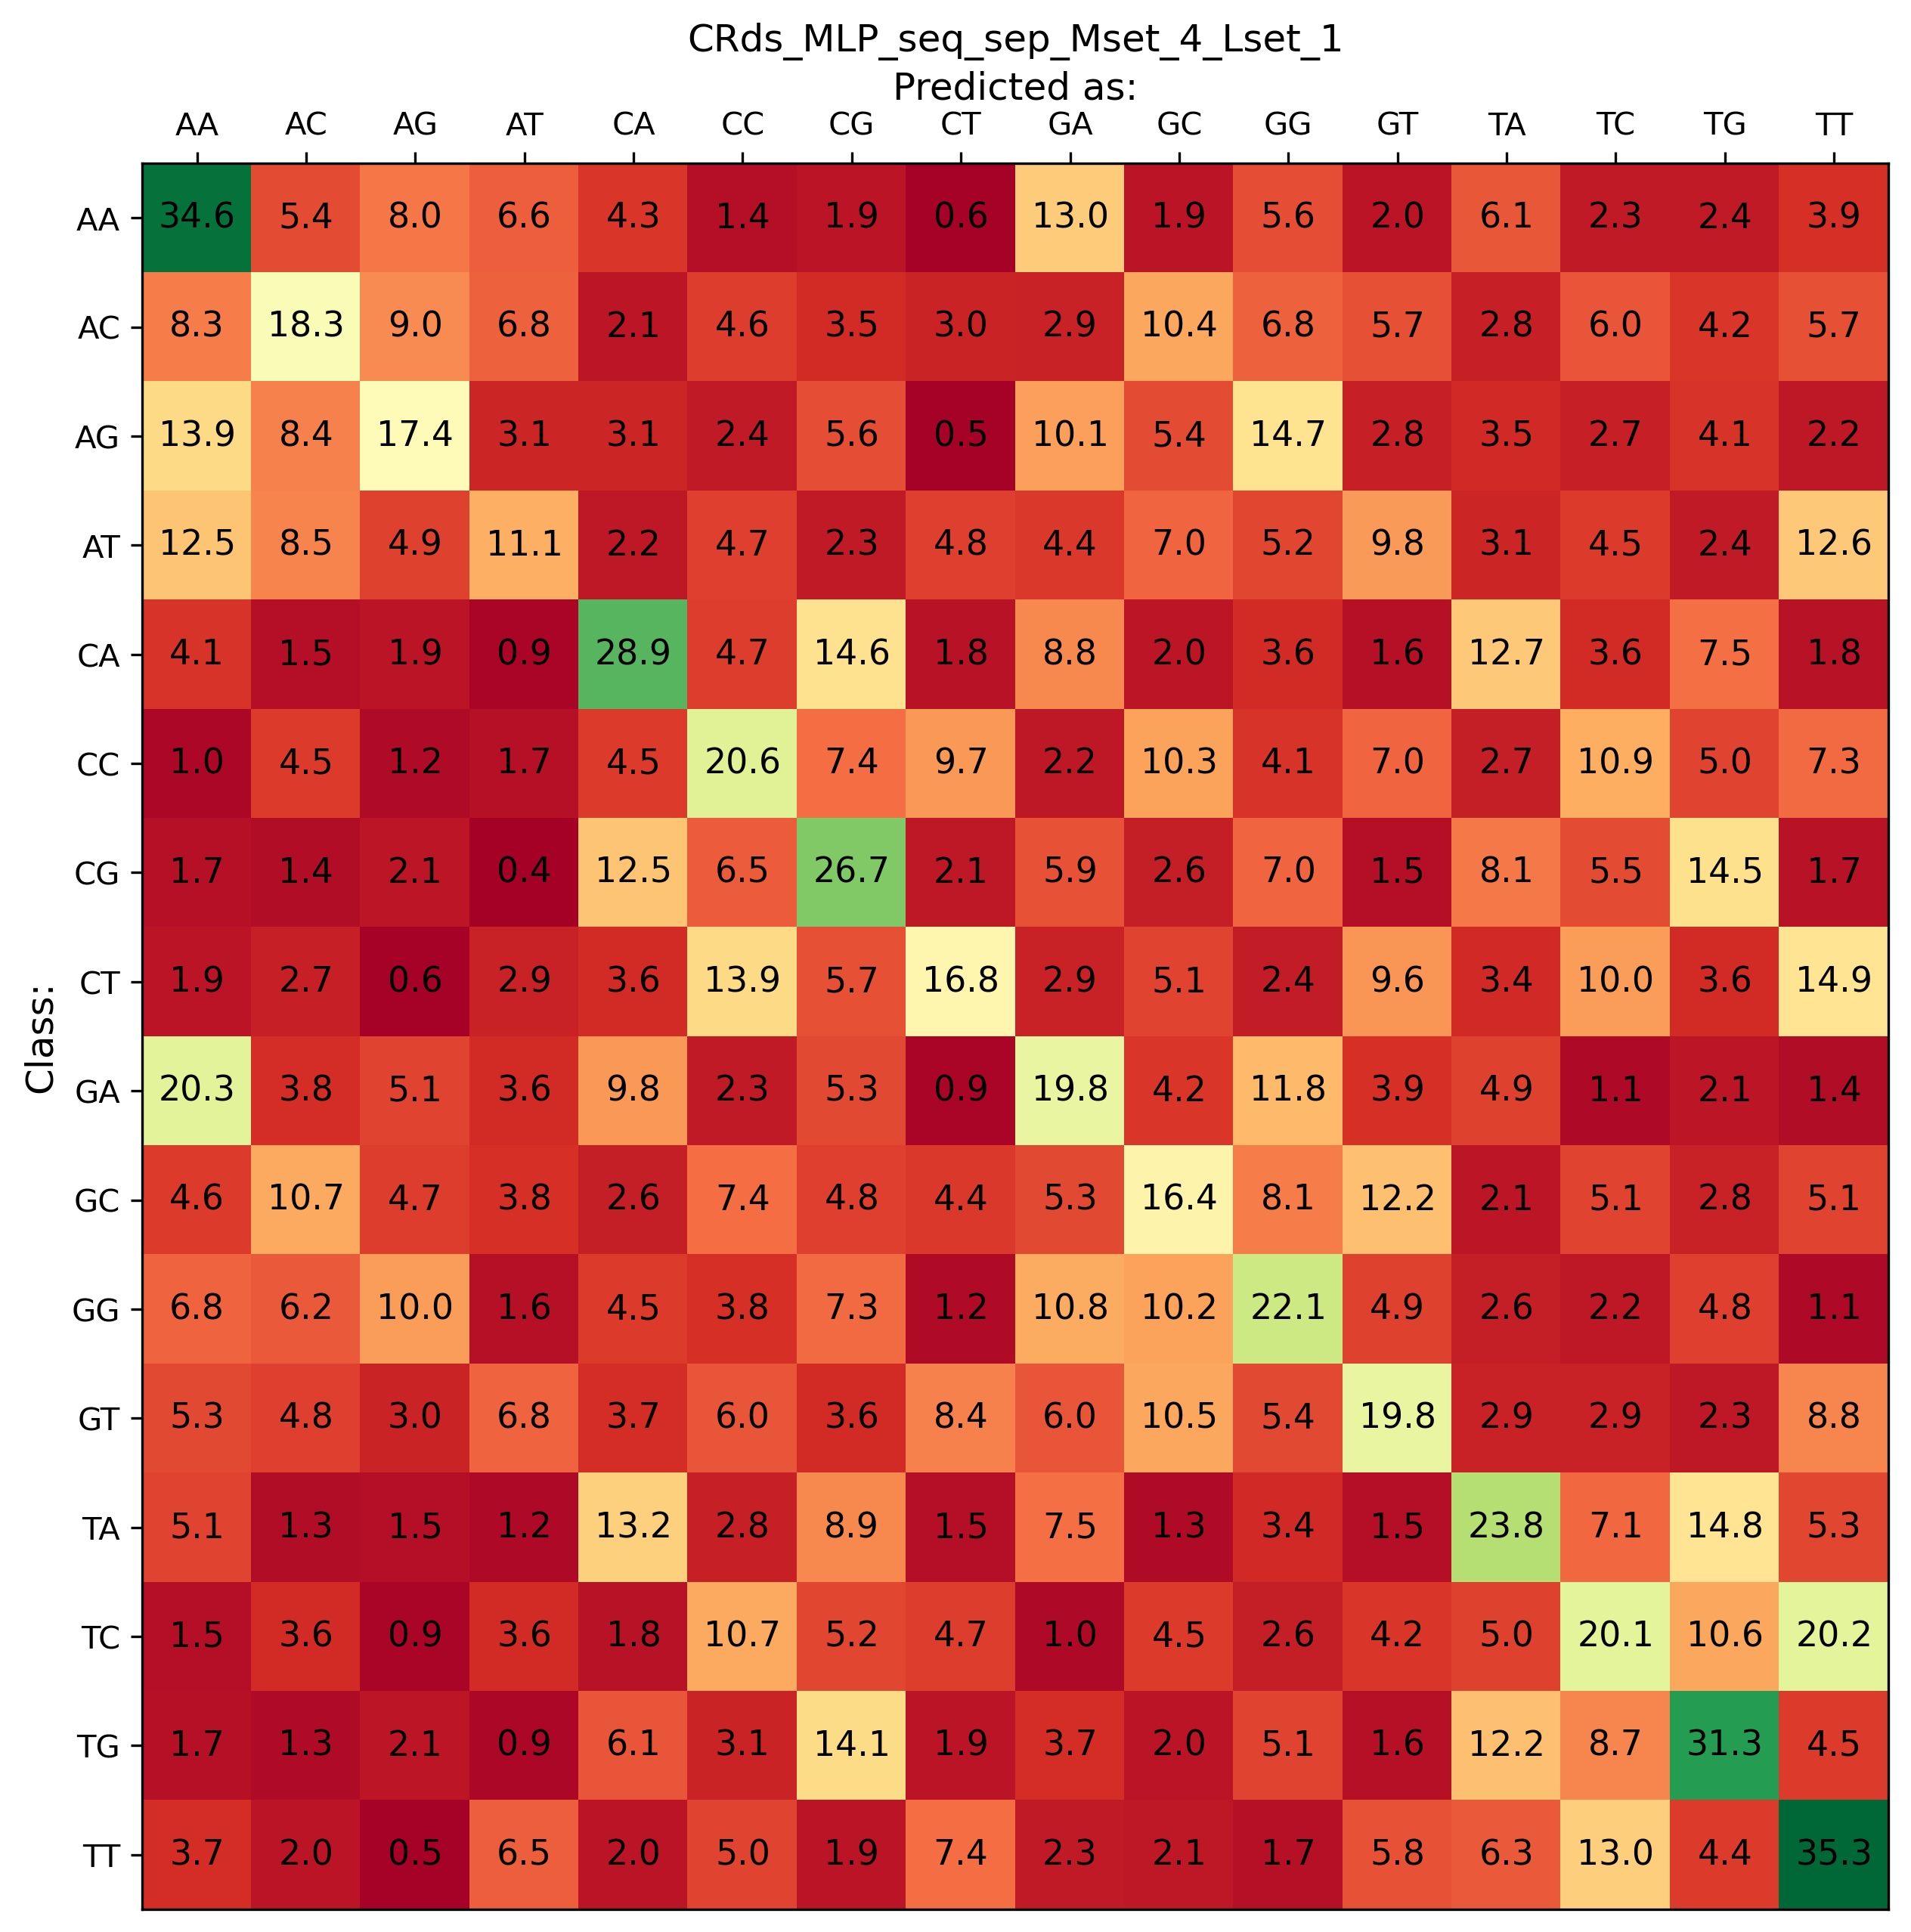 CRds_MLP_seq_sep_Mset_4_Lset_1
Predicted as:
AA AC AG AT CA CC CG CT GA GC GG GT TA TC TG TT
AA 34.6 5.4 8.0 6.6 4.3 1.4 1.9 0.6 13.0 1.9 5.6 2.0 6.1 2.3 2.4 3.9
AC 8.3 18.3 9.0 6.8 2.1 4.6 3.5 3.0 2.9 10.4 6.8 5.7 2.8 6.0 4.2 5.7
AG 13.9 8.4 17.4 3.1 3.1 2.4 5.6 0.5 10.1 5.4 14.7 2.8 3.5 2.7 4.1 2.2
AT 12.5 8.5 4.9 11.1 2.2 4.7 2.3 4.8 4.4 7.0 5.2 9.8 3.1 4.5 2.4 12.6
CA 4.1 1.5 1.9 0.9 28.9 4.7 14.6 1.8 8.8 2.0 3.6 1.6 12.7 3.6 7.5 1.8
CC 1.0 4.5 1.2 1.7 4.5 20.6 7.4 9.7 2.2 10.3 4.1 7.0 2.7 10.9 5.0 7.3
CG 1.7 1.4 2.1 0.4 12.5 6.5 26.7 2.1 5.9 2.6 7.0 1.5 8.1 5.5 14.5 1.7
CT 1.9 2.7 0.6 2.9 3.6 13.9 5.7 16.8 2.9 5.1 2.4 9.6 3.4 10.0 3.6 14.9
Class:
GA 20.3 3.8 5.1 3.6 9.8 2.3 5.3 0.9 19.8 4.2 11.8 3.9 4.9 1.1 2.1 1.4
GC 4.6 10.7 4.7 3.8 2.6 7.4 4.8 4.4 5.3 16.4 8.1 12.2 2.1 5.1 2.8 5.1
GG 6.8 6.2 10.0 1.6 4.5 3.8 7.3 1.2 10.8 10.2 22.1 4.9 2.6 2.2 4.8 1.1
GT 5.3 4.8 3.0 6.8 3.7 6.0 3.6 8.4 6.0 10.5 5.4 19.8 2.9 2.9 2.3 8.8
TA 5.1 1.3 1.5 1.2 13.2 2.8 8.9 1.5 7.5 1.3 3.4 1.5 23.8 7.1 14.8 5.3
TC 1.5 3.6 0.9 3.6 1.8 10.7 5.2 4.7 1.0 4.5 2.6 4.2 5.0 20.1 10.6 20.2
TG 1.7 1.3 2.1 0.9 6.1 3.1 14.1 1.9 3.7 2.0 5.1 1.6 12.2 8.7 31.3 4.5
TT 3.7 2.0 0.5 6.5 2.0 5.0 1.9 7.4 2.3 2.1 1.7 5.8 6.3 13.0 4.4 35.3